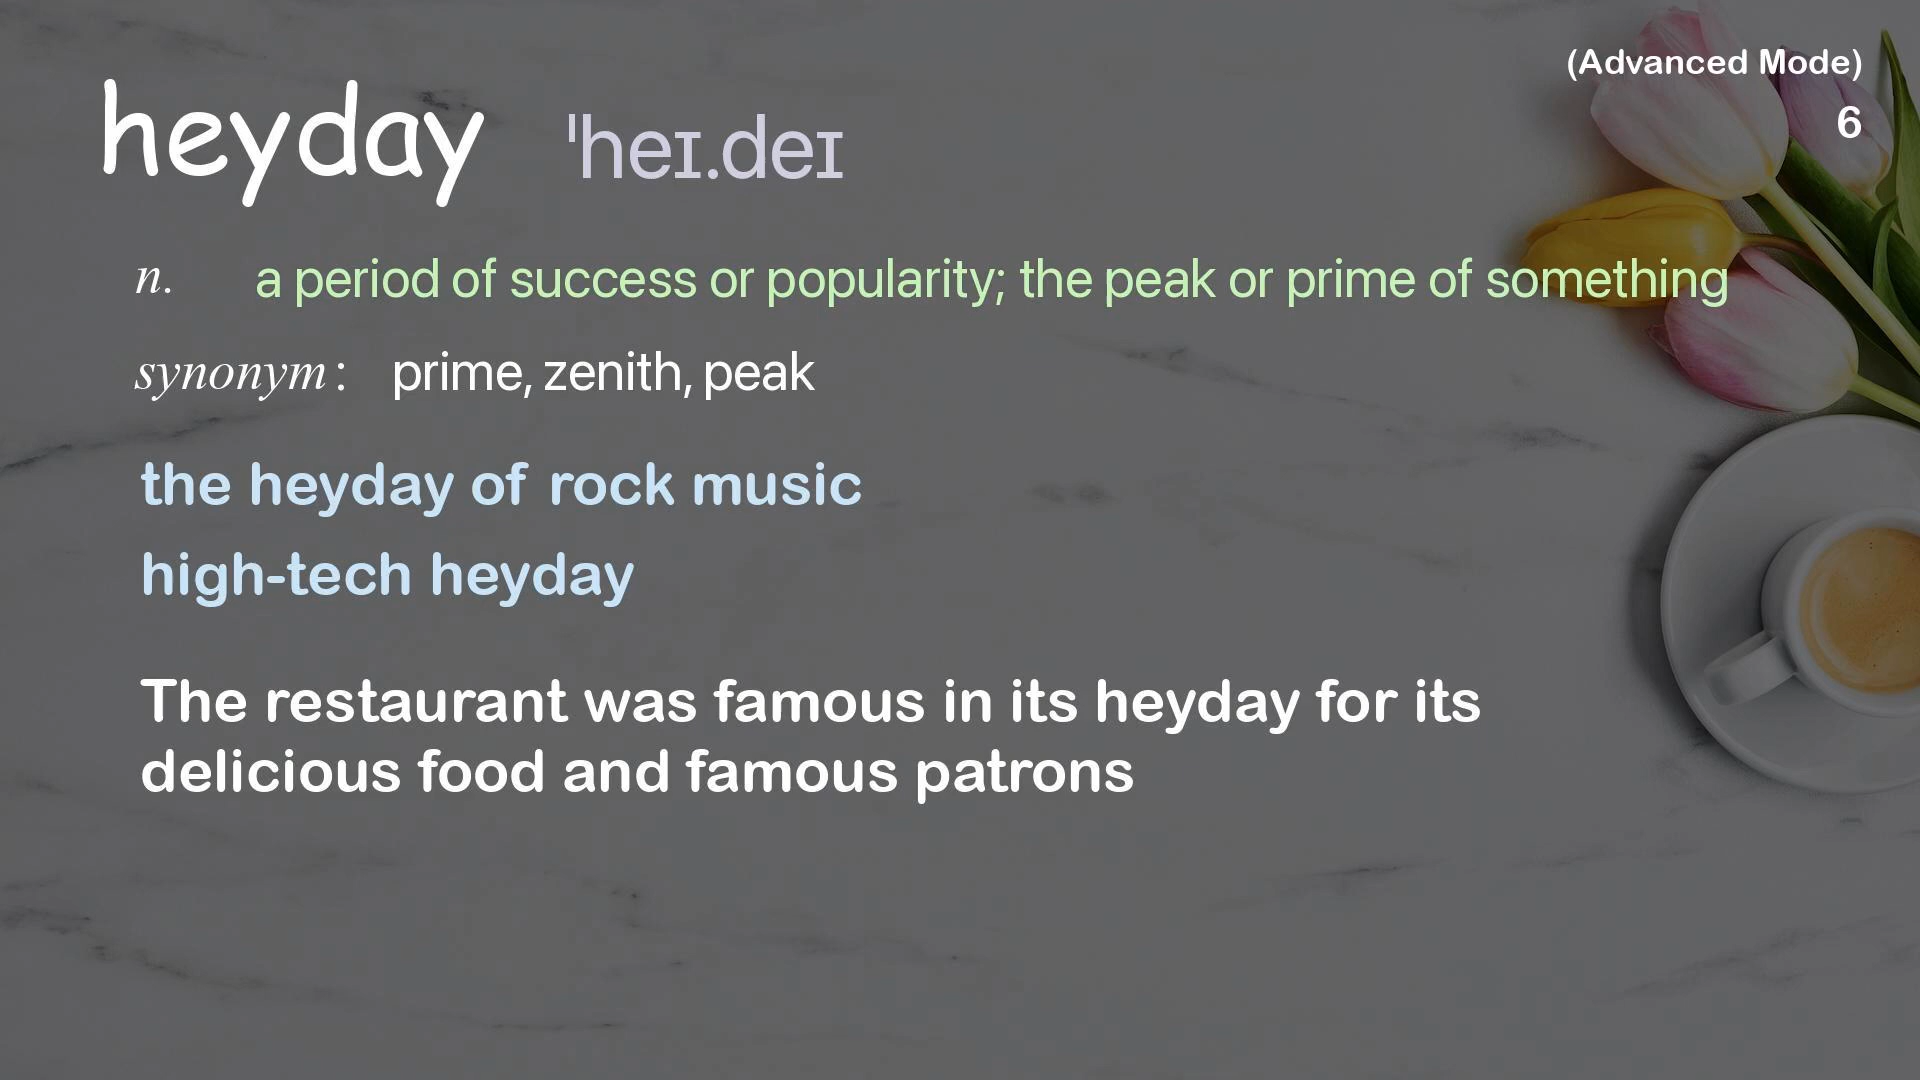 (Advanced Mode)
6
heyday ˈheɪ.deɪ
n. a period of success or popularity; the peak or prime of something
synonym : prime, zenith, peak
the heyday of rock music
high-tech heyday
The restaurant was famous in its heyday for its
delicious food and famous patrons